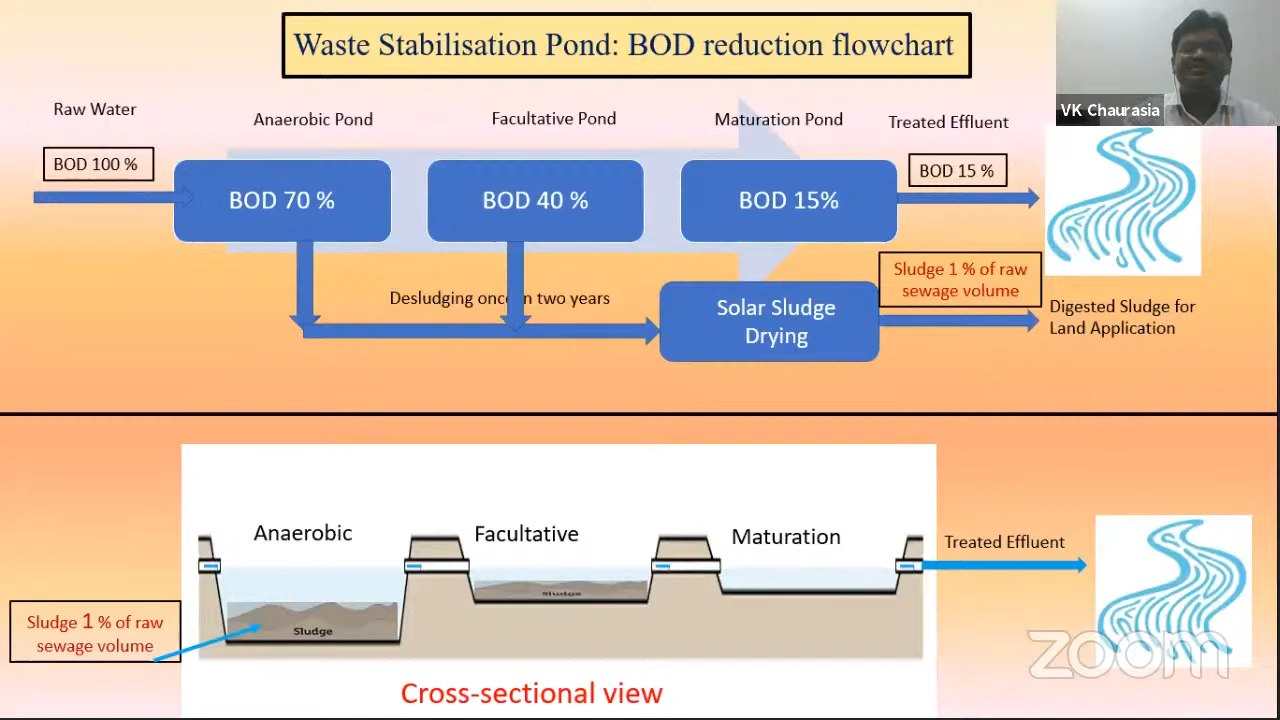 Waste Stabilisation Pond: BOD reduction flowchart
VK Chaurasia
Raw Water
Anaerobic Pond
Facultative Pond
Maturation Pond
Treated Effluent
BOD 100 %
BOD 70 %
BOD 40 %
BOD 15%
BOD 15 %
Desludging once in two years
Solar Sludge
Drying
Sludge 1 % of raw
sewage volume
Digested Sludge for
Land Application
Anaerobic
Facultative
Maturation
Treated Effluent
Sludge
Sludge
Sludge 1 % of raw
sewage volume
Cross-sectional view
zoom